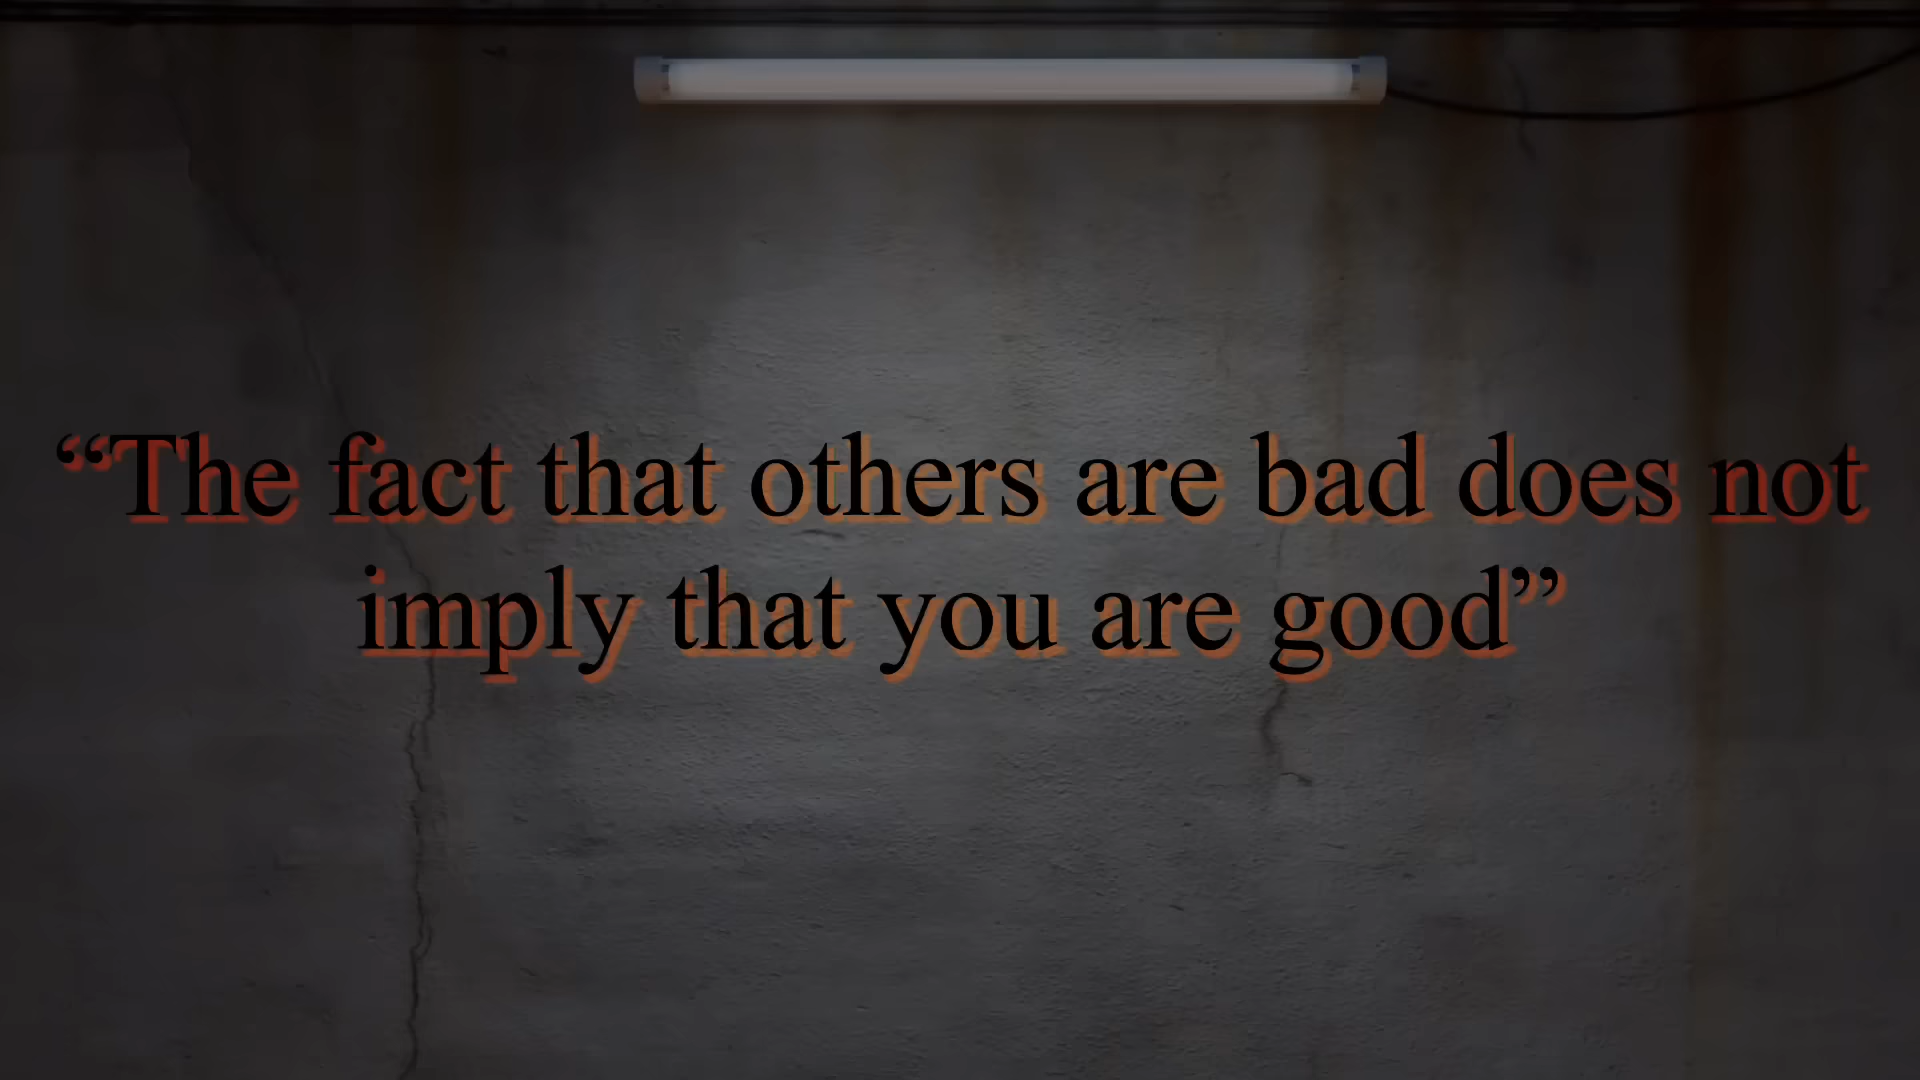 “The fact that others are bad does not
imply that you are good”